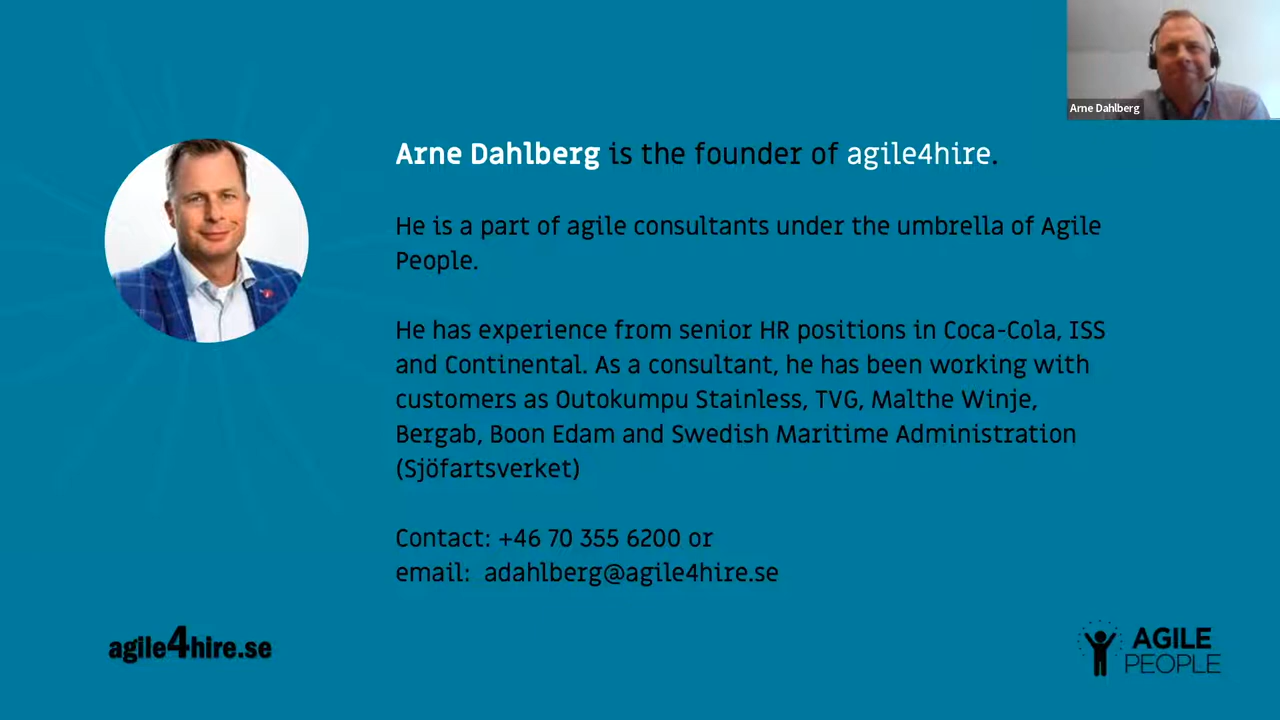 Arne Dahlberg
Arne Dahlberg is the founder of agile4hire.
He is a part of agile consultants under the umbrella of Agile
People.
He has experience from senior HR positions in Coca-Cola, ISS
and Continental. As a consultant, he has been working with
customers as Outokumpu Stainless, TVG, Malthe Winje,
Bergab, Boon Edam and Swedish Maritime Administration
(Sjöfartsverket)
Contact: +46 70 355 6200 or
email: adahlberg@agile4hire.se
agile4hire.se
AGILE
PEOPLE